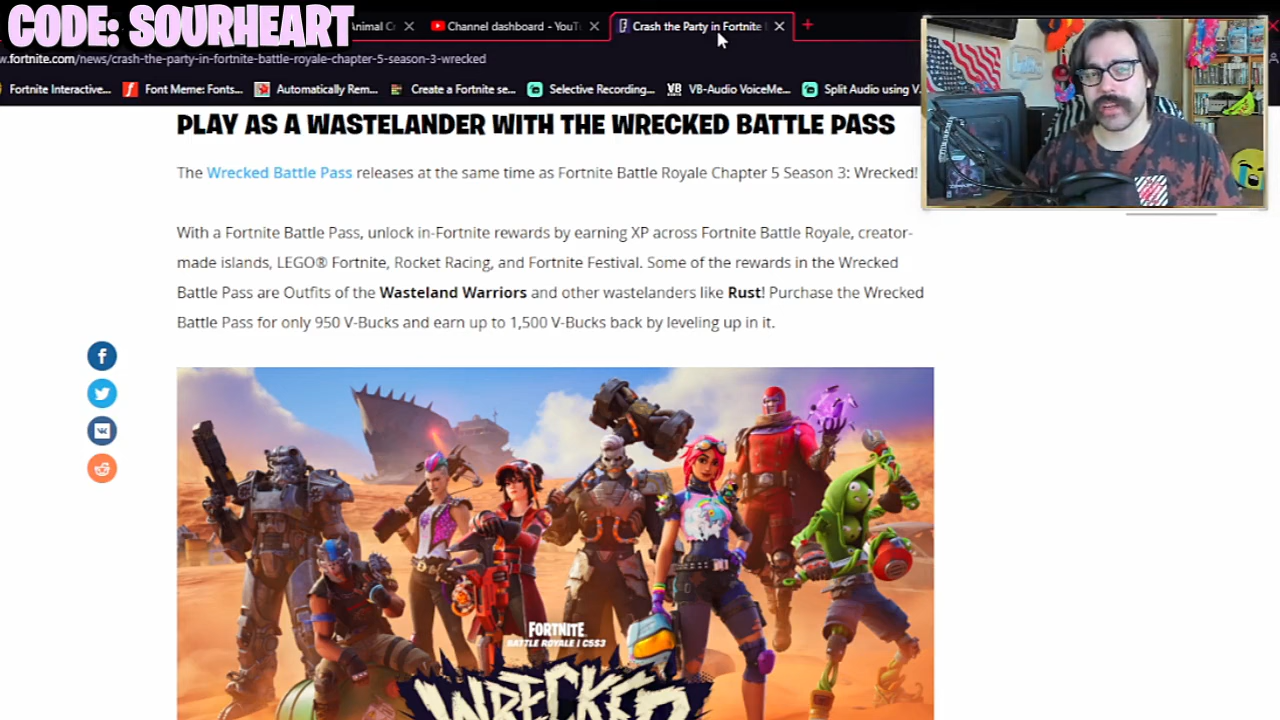 CODE: SOURHEART
Animal Cr
Channel dashboard - YouTu
Crash the Party in Fortnite
w.fortnite.com/news/crash-the-party-in-fortnite-battle-royale-chapter-5-season-3-wrecked
Fortnite Interactive... Font Meme: Fonts... Automatically Rem... Create a Fortnite se... Selective Recording... VB-Audio VoiceMe... Split Audio using V
PLAY AS A WASTELANDER WITH THE WRECKED BATTLE PASS
The Wrecked Battle Pass releases at the same time as Fortnite Battle Royale Chapter 5 Season 3: Wrecked!
With a Fortnite Battle Pass, unlock in-Fortnite rewards by earning XP across Fortnite Battle Royale, creator-
made islands, LEGO® Fortnite, Rocket Racing, and Fortnite Festival. Some of the rewards in the Wrecked
Battle Pass are Outfits of the Wasteland Warriors and other wastelanders like Rust! Purchase the Wrecked
Battle Pass for only 950 V-Bucks and earn up to 1,500 V-Bucks back by leveling up in it.
FORTNITE
BATTLE ROYALE | C5S3
WRECKED